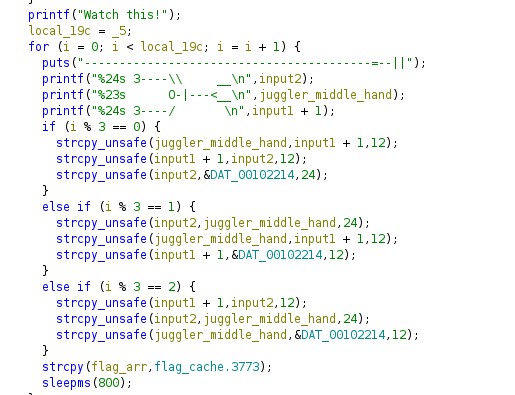 printf("Watch this!");
local_19c = _5;
for (i = 0; i < local_19c; i = i + 1) {
puts("----------------------------------------=--||");
printf("%24s 3----\\      __\n",input2);
printf("%23s      O-|---<__\n",juggler_middle_hand);
printf("%24s 3----/       \n",input1 + 1);
if (i % 3 == 0) {
strcpy_unsafe(juggler_middle_hand,input1 + 1,12);
strcpy_unsafe(input1 + 1,input2,12);
strcpy_unsafe(input2,&DAT_00102214,24);
}
else if (i % 3 == 1) {
strcpy_unsafe(input2,juggler_middle_hand,24);
strcpy_unsafe(juggler_middle_hand,input1 + 1,12);
strcpy_unsafe(input1 + 1,&DAT_00102214,12);
}
else if (i % 3 == 2) {
strcpy_unsafe(input1 + 1,input2,12);
strcpy_unsafe(input2,juggler_middle_hand,24);
strcpy_unsafe(juggler_middle_hand,&DAT_00102214,12);
}
strcpy(flag_arr,flag_cache.3773);
sleepms(800);